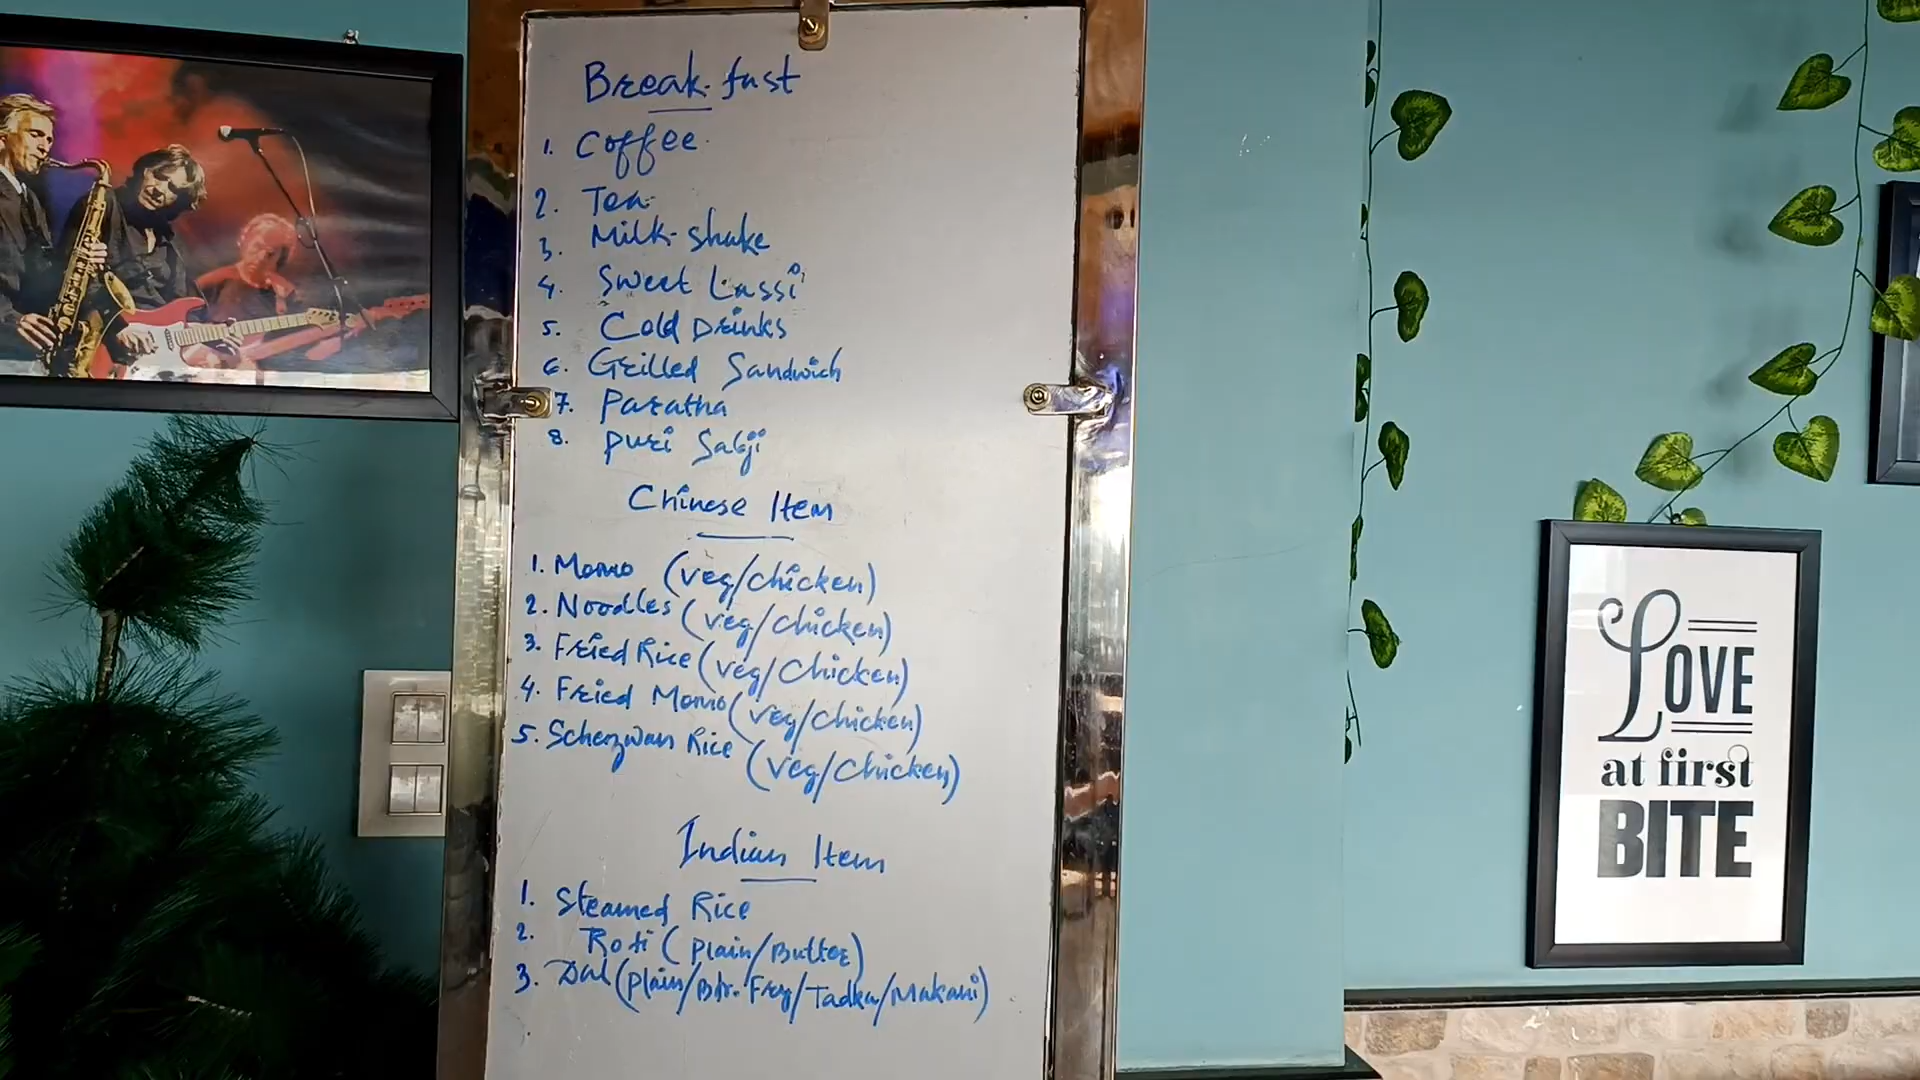 Break-fast
1. Coffee
2. Tea
3. Milk-shake
4. Sweet Lassi
5. Cold Drinks
6. Grilled Sandwich
7. Paratha
8. Puri Sabji
Chinese Item
1. Momo (veg/chicken)
2. Noodles (veg/chicken)
3. Fried Rice (veg/chicken)
4. Fried Momo (veg/chicken)
5. Scherzwan Rice (veg/chicken)
Indian Item
1. Steamed Rice
2. Roti (Plain/Butter)
3. Dal (Plain/Btr. Fry/Tadka/Makani)
LOVE
at first
BITE